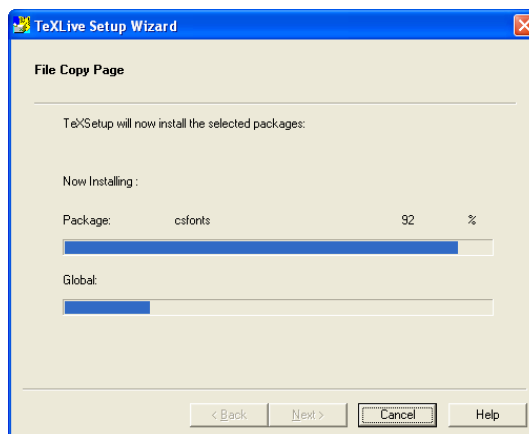 TeXLive Setup Wizard
File Copy Page
TeXSetup will now install the selected packages:
Now Installing :
Package: csfonts 92 %
Global:
< Back Next > Cancel Help